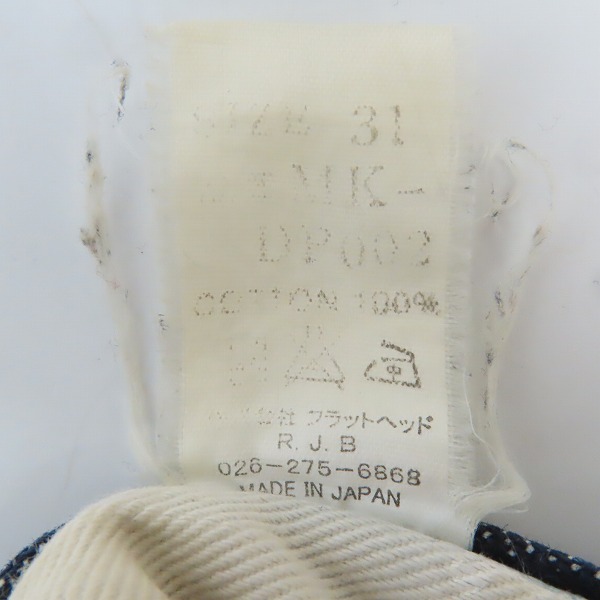 SIZE 31
MK-
DP002
COTTON 100%
フラットヘッド
R.J.B
026-275-6868
MADE IN JAPAN